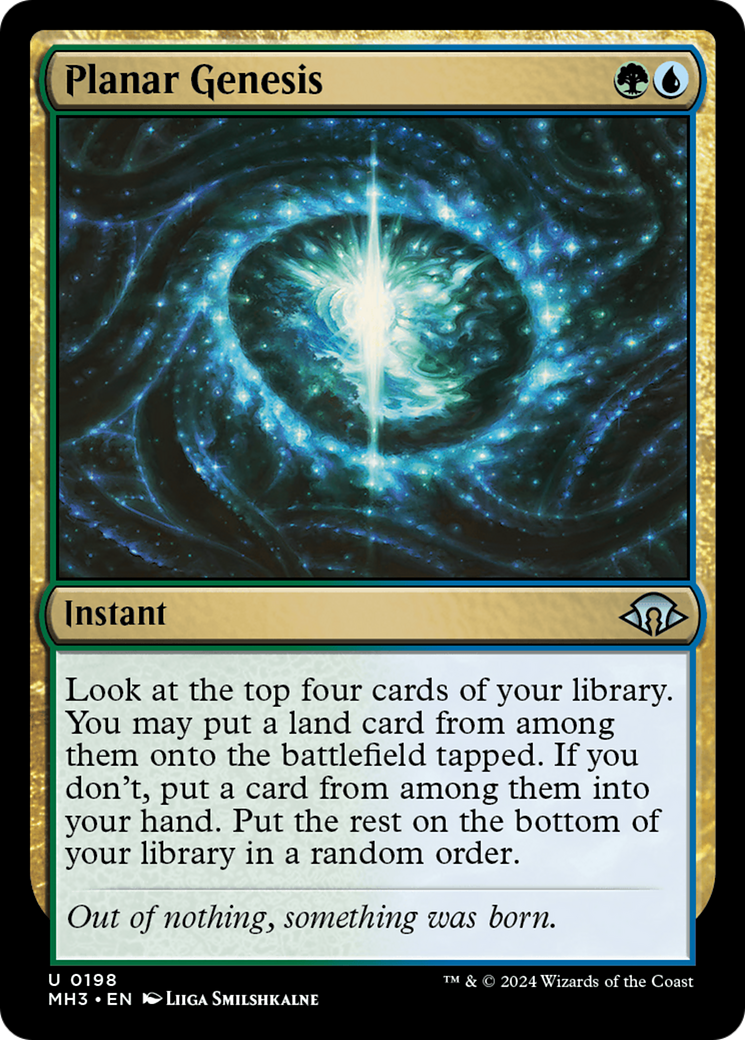 Planar Genesis
Instant
Look at the top four cards of your library.
You may put a land card from among
them onto the battlefield tapped. If you
don't, put a card from among them into
your hand. Put the rest on the bottom of
your library in a random order.
Out of nothing, something was born.
U 0198
™ & © 2024 Wizards of the Coast
MH3 • EN Liiga Smilshkalne